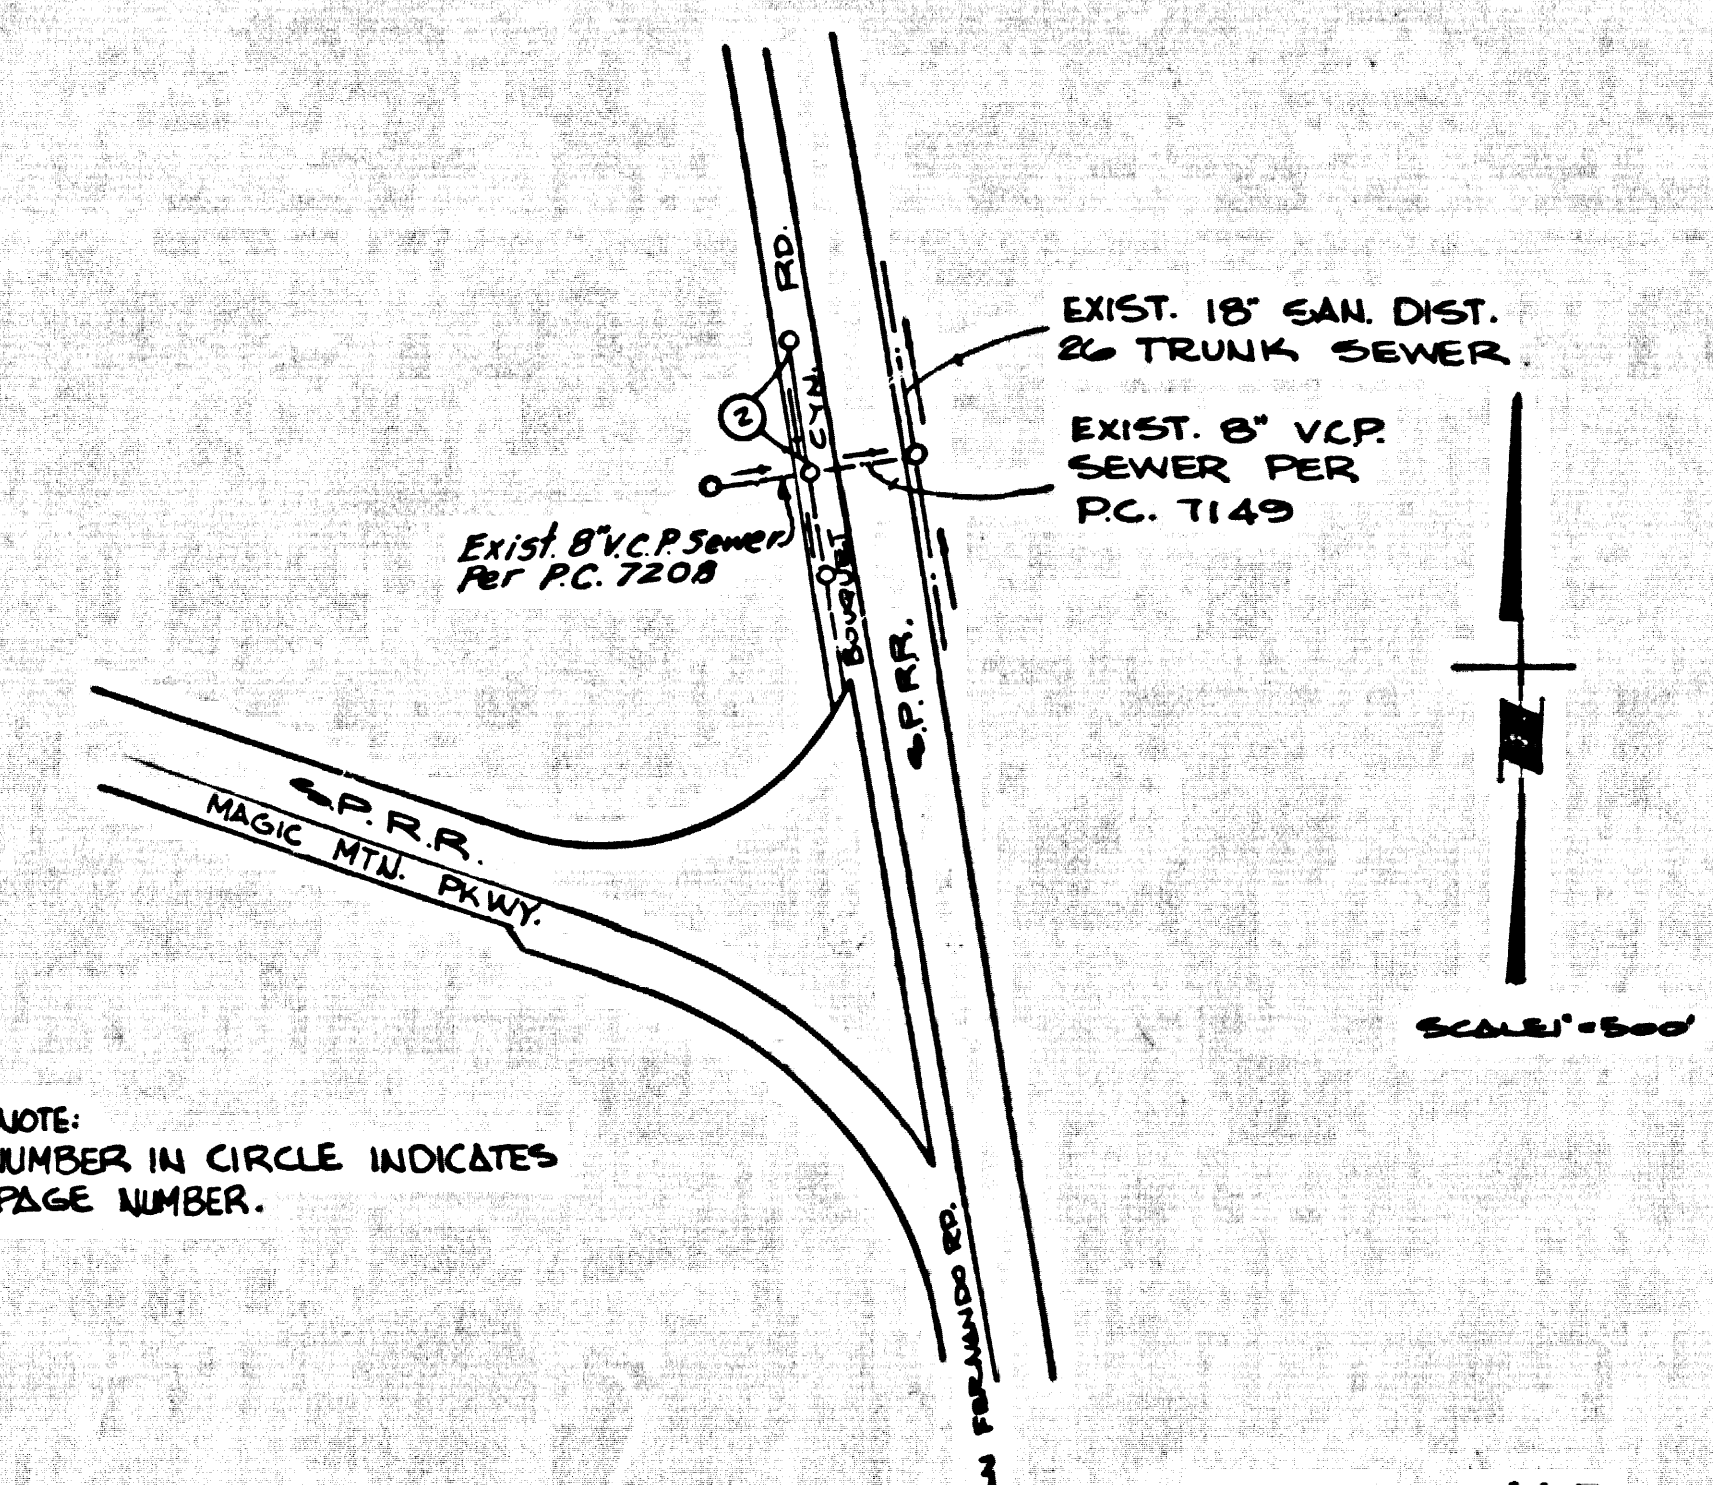 RD.
CYN.
BOUQUET
2
EXIST. 18" SAN. DIST.
26 TRUNK SEWER
EXIST. 8" V.C.P.
SEWER PER
P.C. 7149
Exist. 8" V.C.P. Sewer
Per P.C. 7208
S.P.RR.
S.P.R.R.
MAGIC MTN. PKWY.
N
SCALE 1"=500'
NOTE:
NUMBER IN CIRCLE INDICATES
PAGE NUMBER.
N FERNANDO RD.